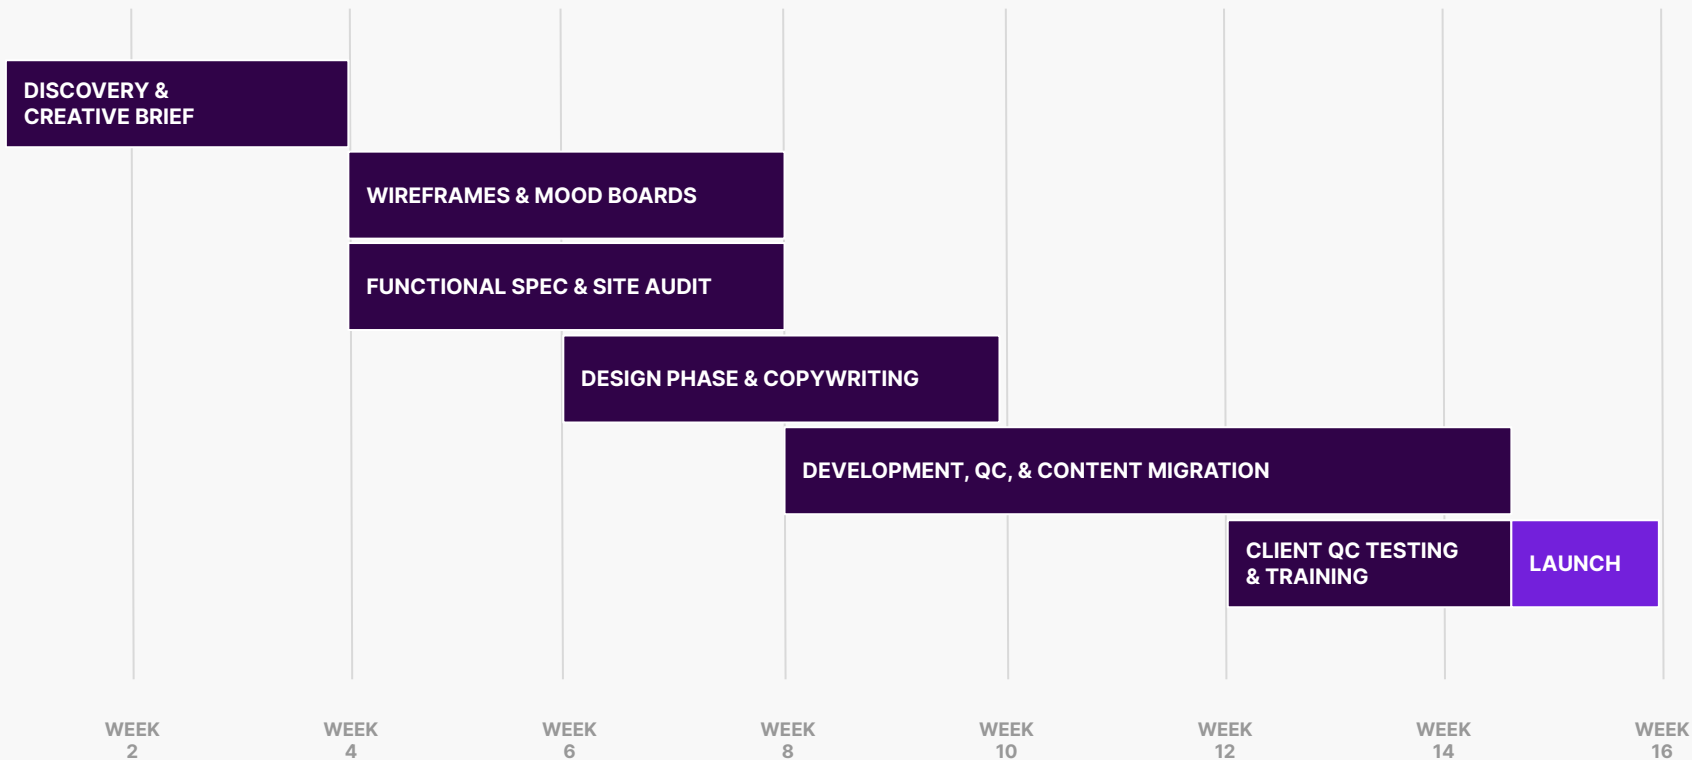 DISCOVERY &
CREATIVE BRIEF
WIREFRAMES & MOOD BOARDS
FUNCTIONAL SPEC & SITE AUDIT
DESIGN PHASE & COPYWRITING
DEVELOPMENT, QC, & CONTENT MIGRATION
CLIENT QC TESTING
& TRAINING
LAUNCH
WEEK
2
WEEK
4
WEEK
6
WEEK
8
WEEK
10
WEEK
12
WEEK
14
WEEK
16